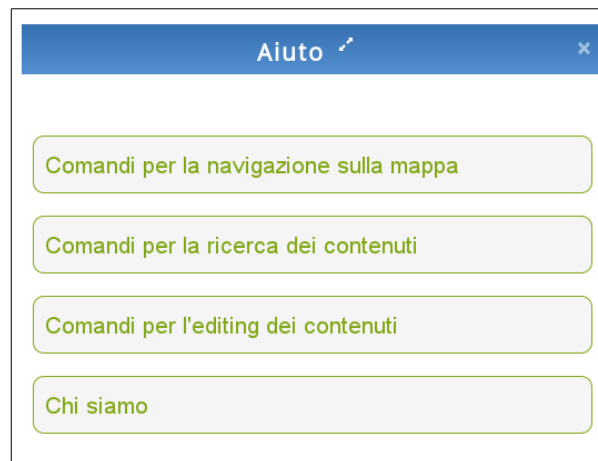 Aiuto
Comandi per la navigazione sulla mappa
Comandi per la ricerca dei contenuti
Comandi per l'editing dei contenuti
Chi siamo